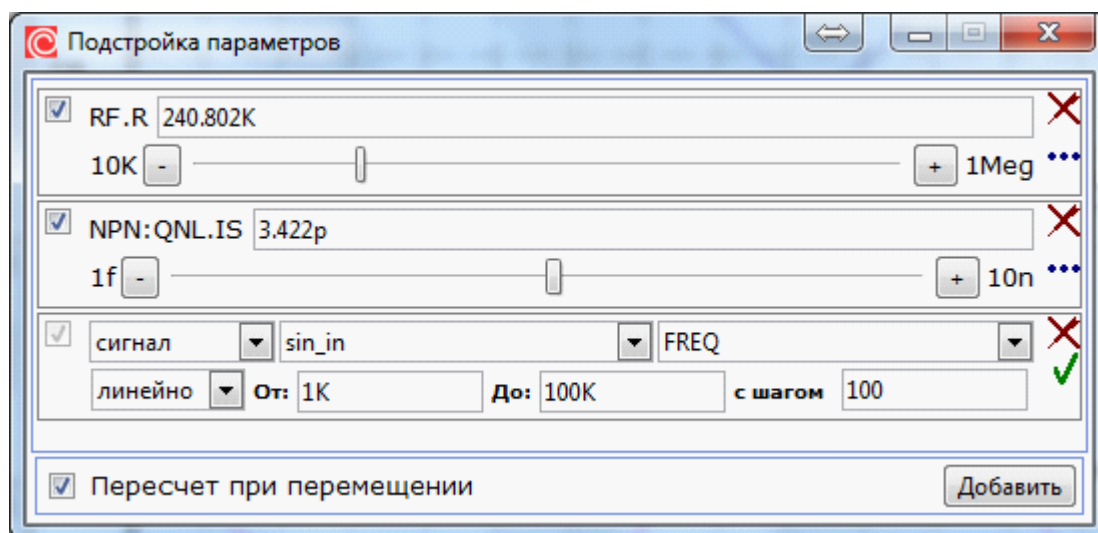 Подстройка параметров
RF.R 240.802K
10K - + 1Meg
NPN:QNL.IS 3.422p
1f - + 10n
сигнал sin_in FREQ
линейно От: 1K До: 100K с шагом 100
Пересчет при перемещении Добавить